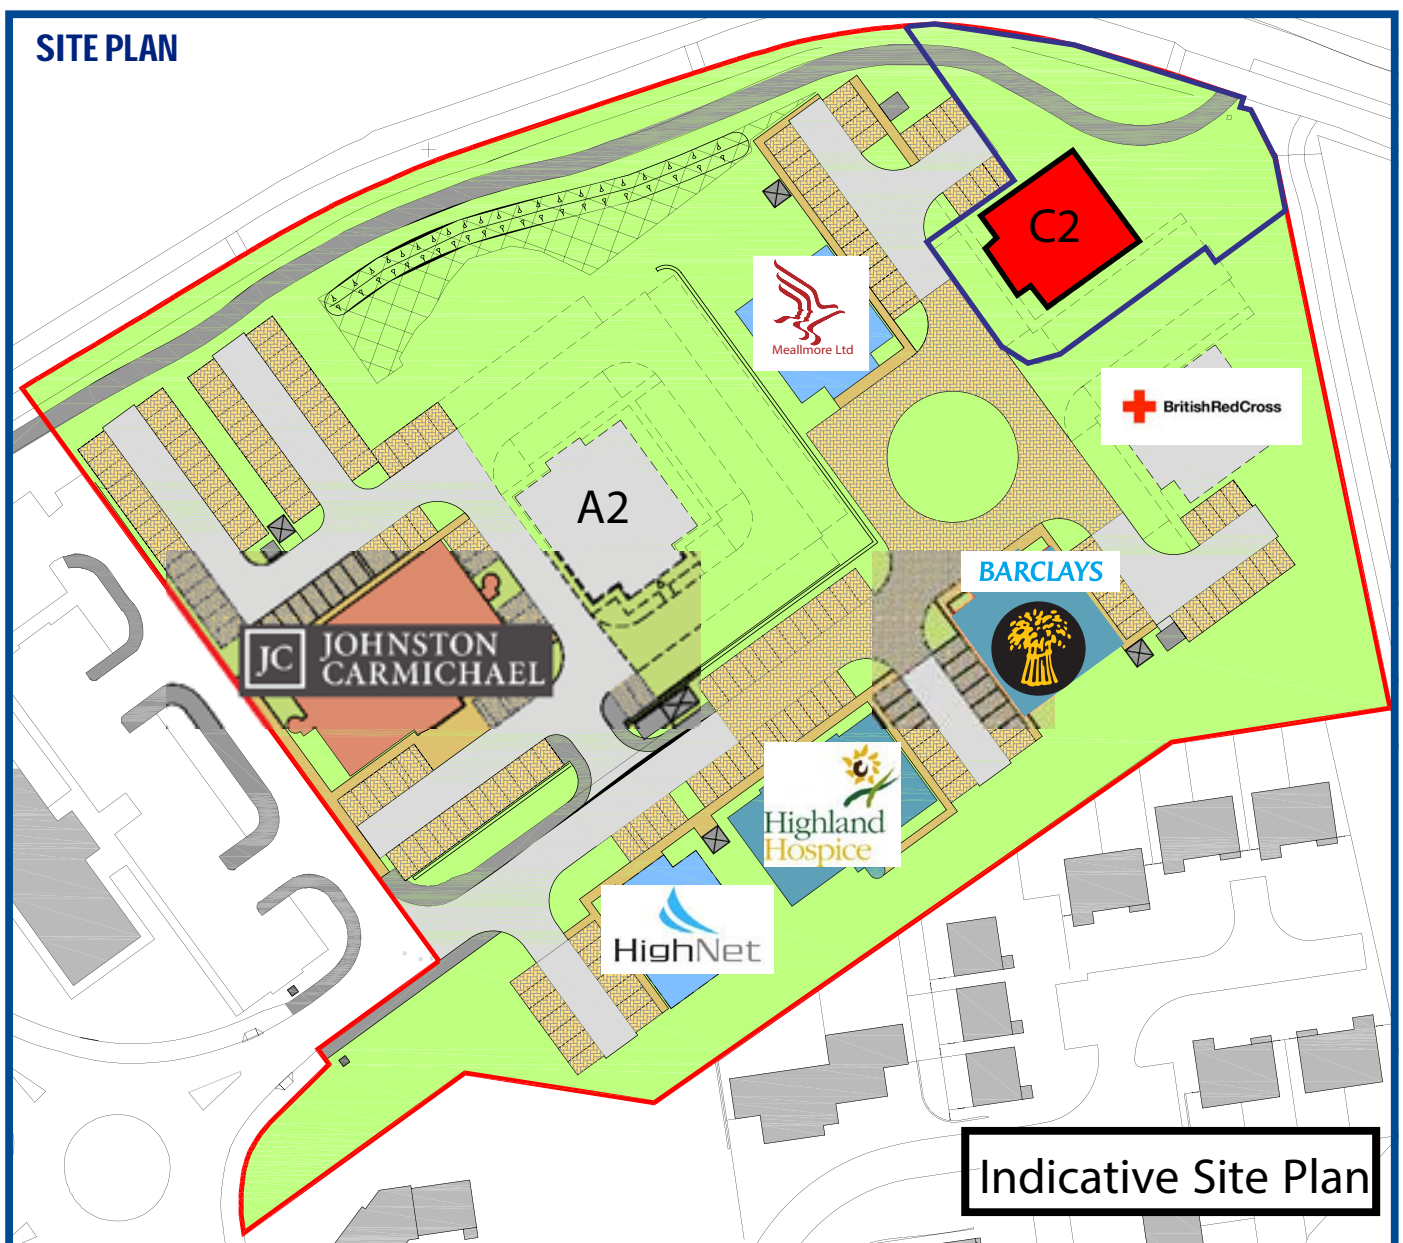 SITE PLAN
C2
Meallmore Ltd
BritishRedCross
A2
BARCLAYS
JC JOHNSTON
CARMICHAEL
Highland
Hospice
HighNet
Indicative Site Plan